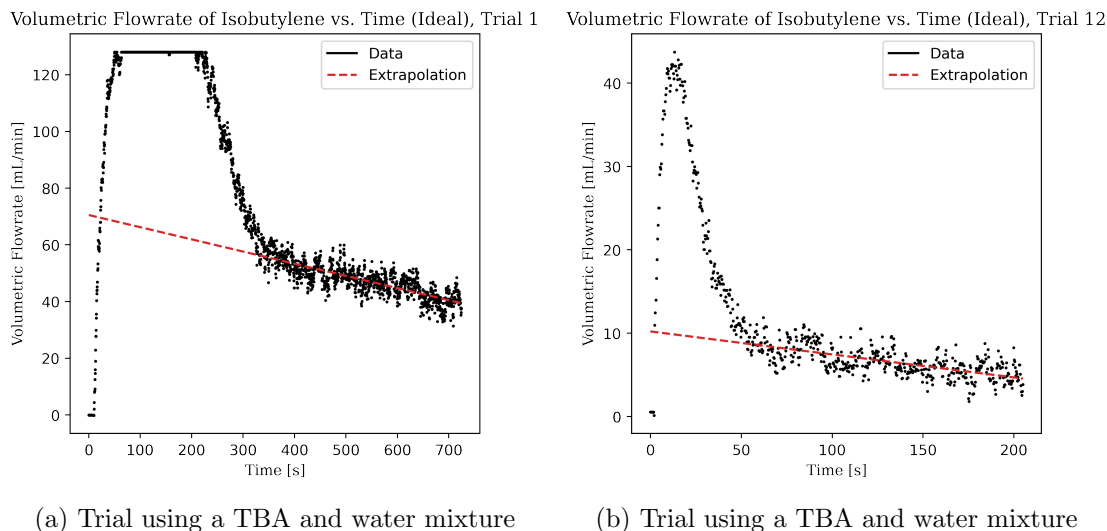 Volumetric Flowrate of Isobutylene vs. Time (Ideal), Trial 1
Data
Extrapolation
120
100
80
60
40
20
0
Volumetric Flowrate [mL/min]
0 100 200 300 400 500 600 700
Time [s]
(a) Trial using a TBA and water mixture
Volumetric Flowrate of Isobutylene vs. Time (Ideal), Trial 12
Data
Extrapolation
40
30
20
10
0
Volumetric Flowrate [mL/min]
0 50 100 150 200
Time [s]
(b) Trial using a TBA and water mixture